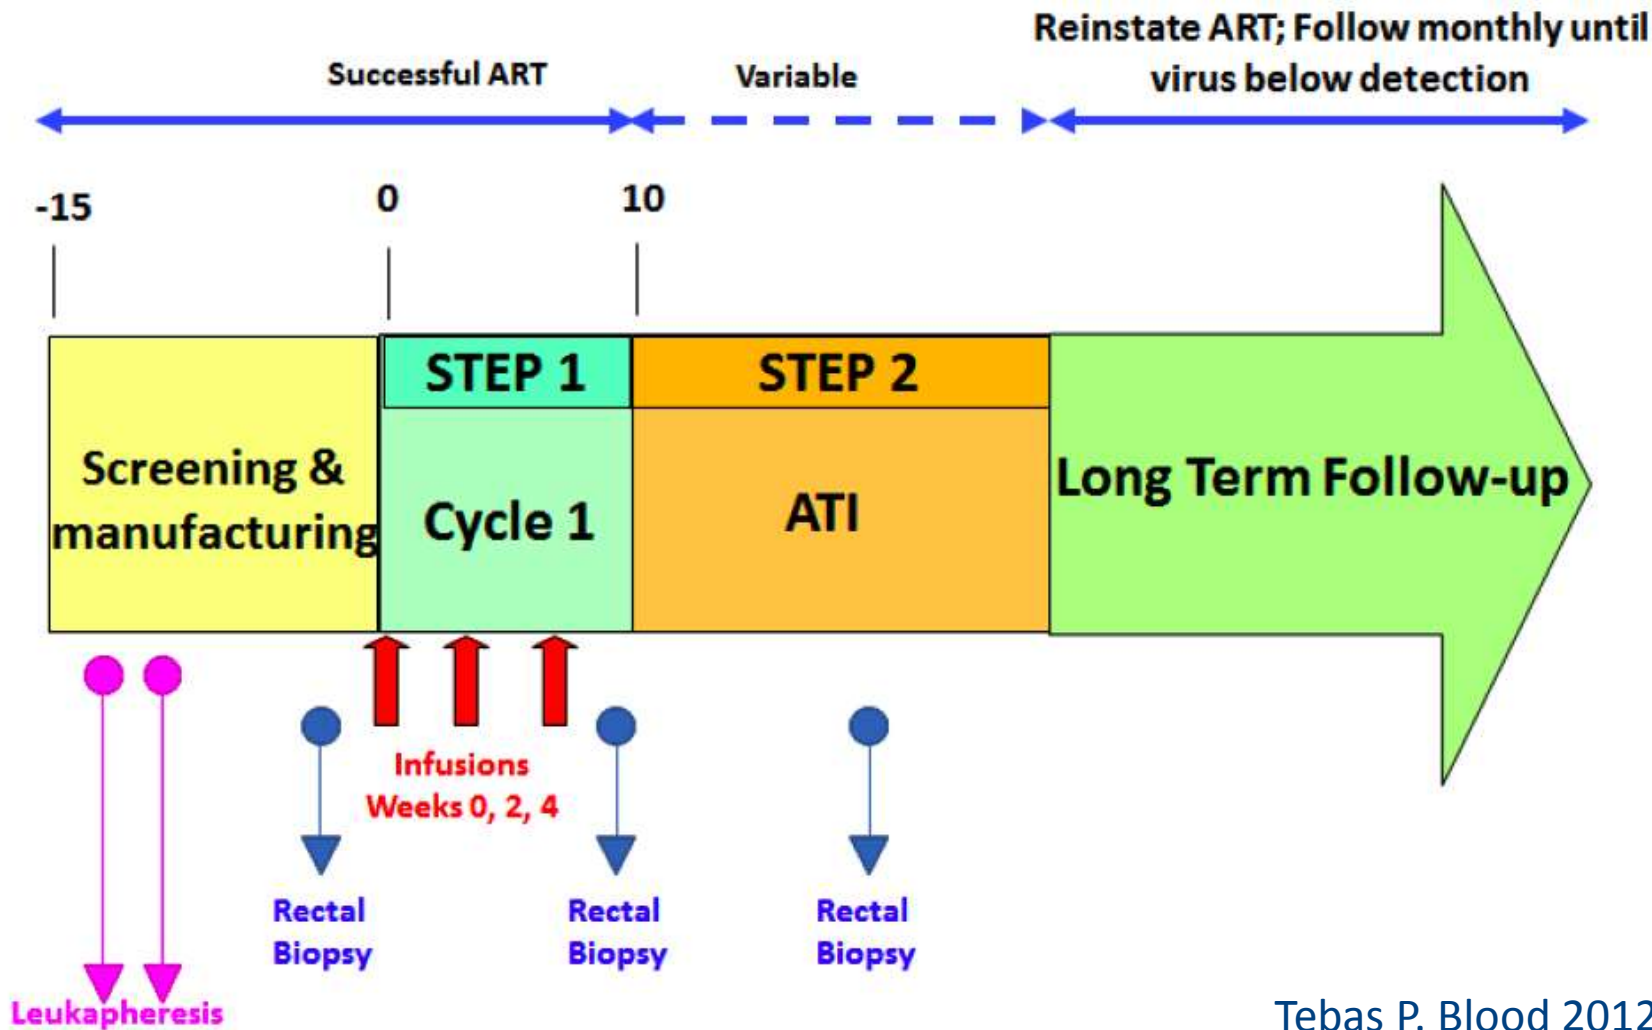 Reinstate ART; Follow monthly until
virus below detection
Successful ART
Variable
-15
0
10
STEP 1
STEP 2
Screening &
manufacturing
Cycle 1
ATI
Long Term Follow-up
Infusions
Weeks 0, 2, 4
Rectal
Biopsy
Rectal
Biopsy
Rectal
Biopsy
Leukapheresis
Tebas P. Blood 2012